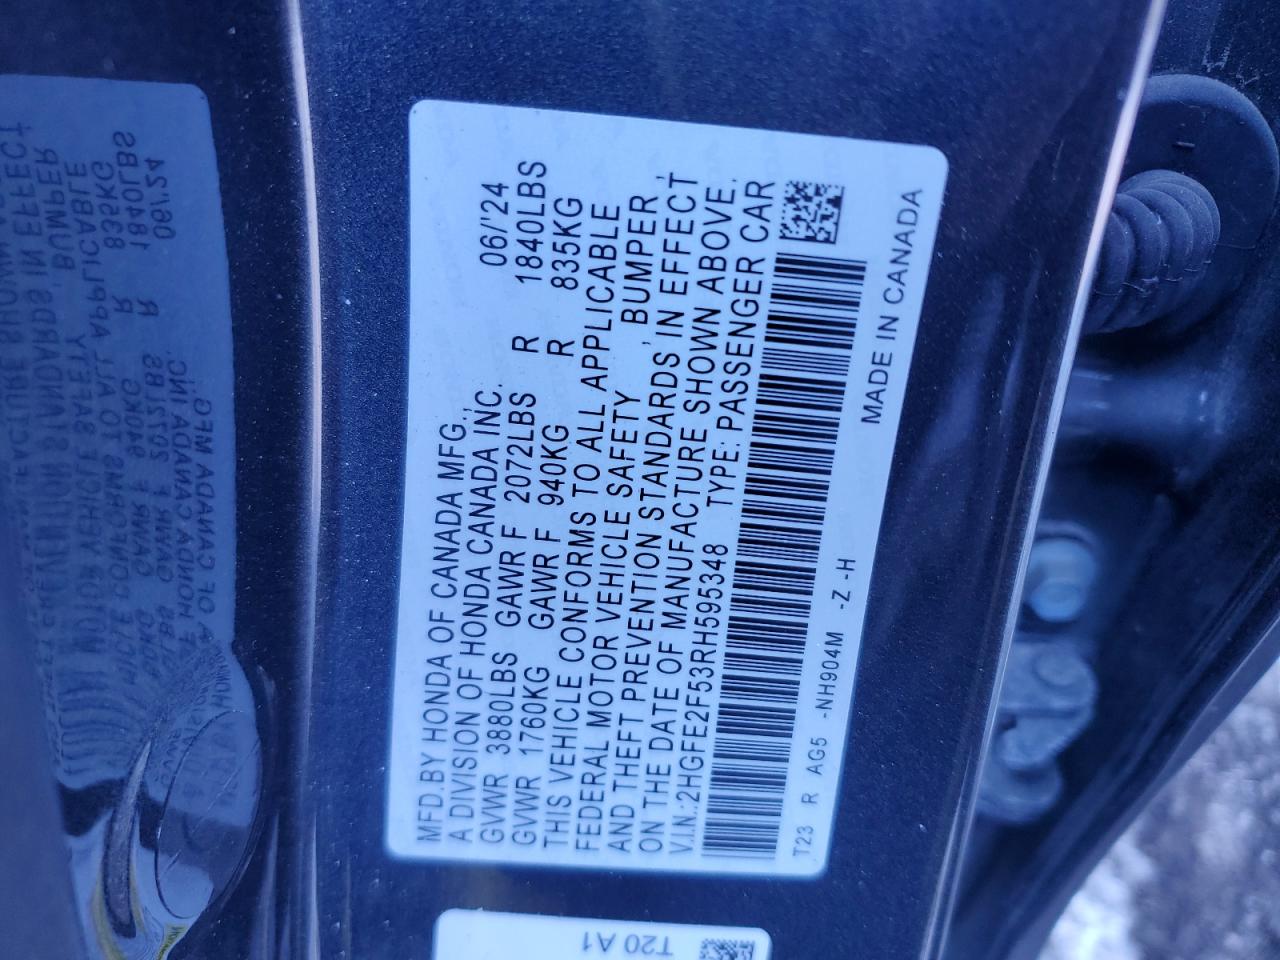 MFD.BY HONDA OF CANADA MFG.,
A DIVISION OF HONDA CANADA INC. 06/'24
GVWR 3880LBS GAWR F 2072LBS R 1840LBS
GVWR 1760KG GAWR F 940KG R 835KG
THIS VEHICLE CONFORMS TO ALL APPLICABLE
FEDERAL MOTOR VEHICLE SAFETY , BUMPER ,
AND THEFT PREVENTION STANDARDS IN EFFECT
ON THE DATE OF MANUFACTURE SHOWN ABOVE.
V.I.N.:2HGFE2F53RH595348 TYPE: PASSENGER CAR
T23 R AG5 -NH904M -Z -H
MADE IN CANADA
T20 A1